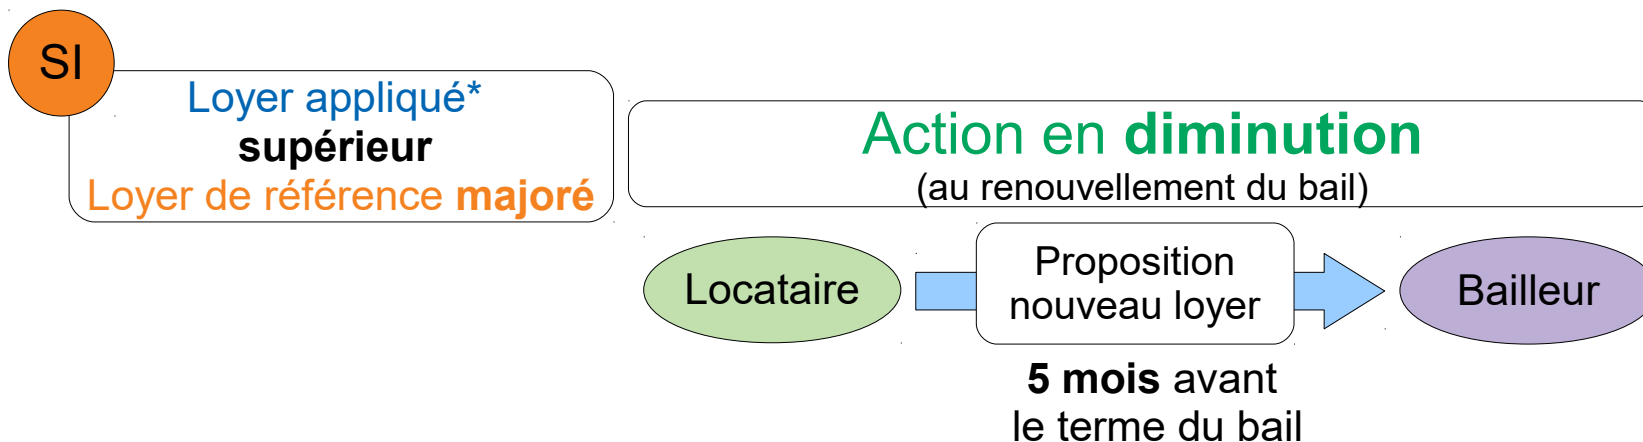 SI
Loyer appliqué*
supérieur
Loyer de référence majoré
Action en diminution
(au renouvellement du bail)
Locataire
Proposition
nouveau loyer
Bailleur
5 mois avant
le terme du bail